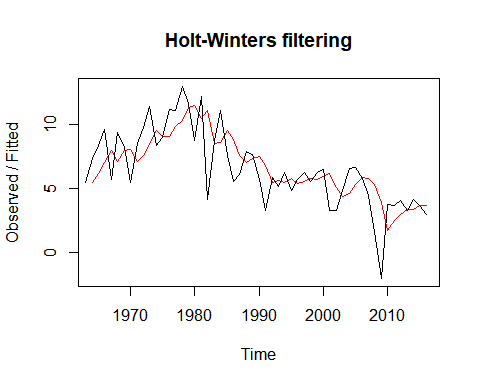 Holt-Winters filtering
Observed / Fitted
10
5
0
1970 1980 1990 2000 2010
Time